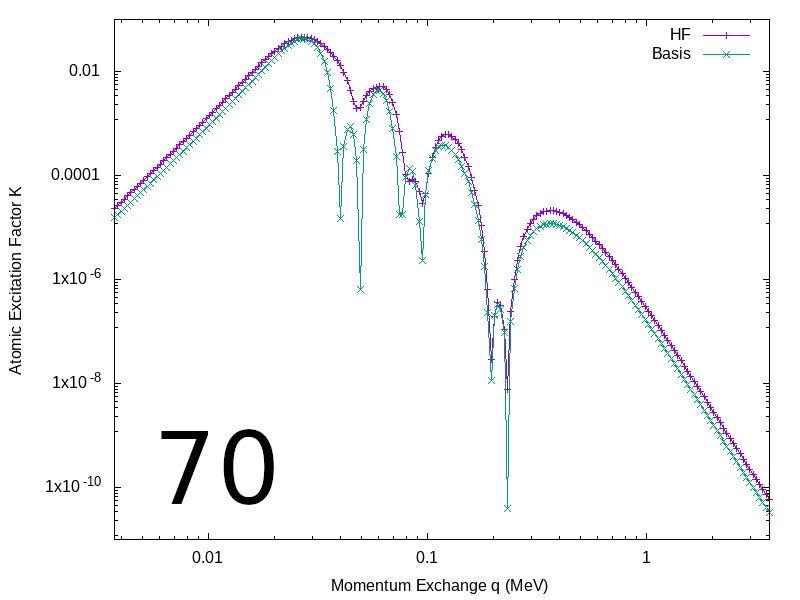 HF
Basis
0.01
0.0001
1x10-6
1x10-8
1x10-10
Atomic Excitation Factor K
70
0.01 0.1 1
Momentum Exchange q (MeV)